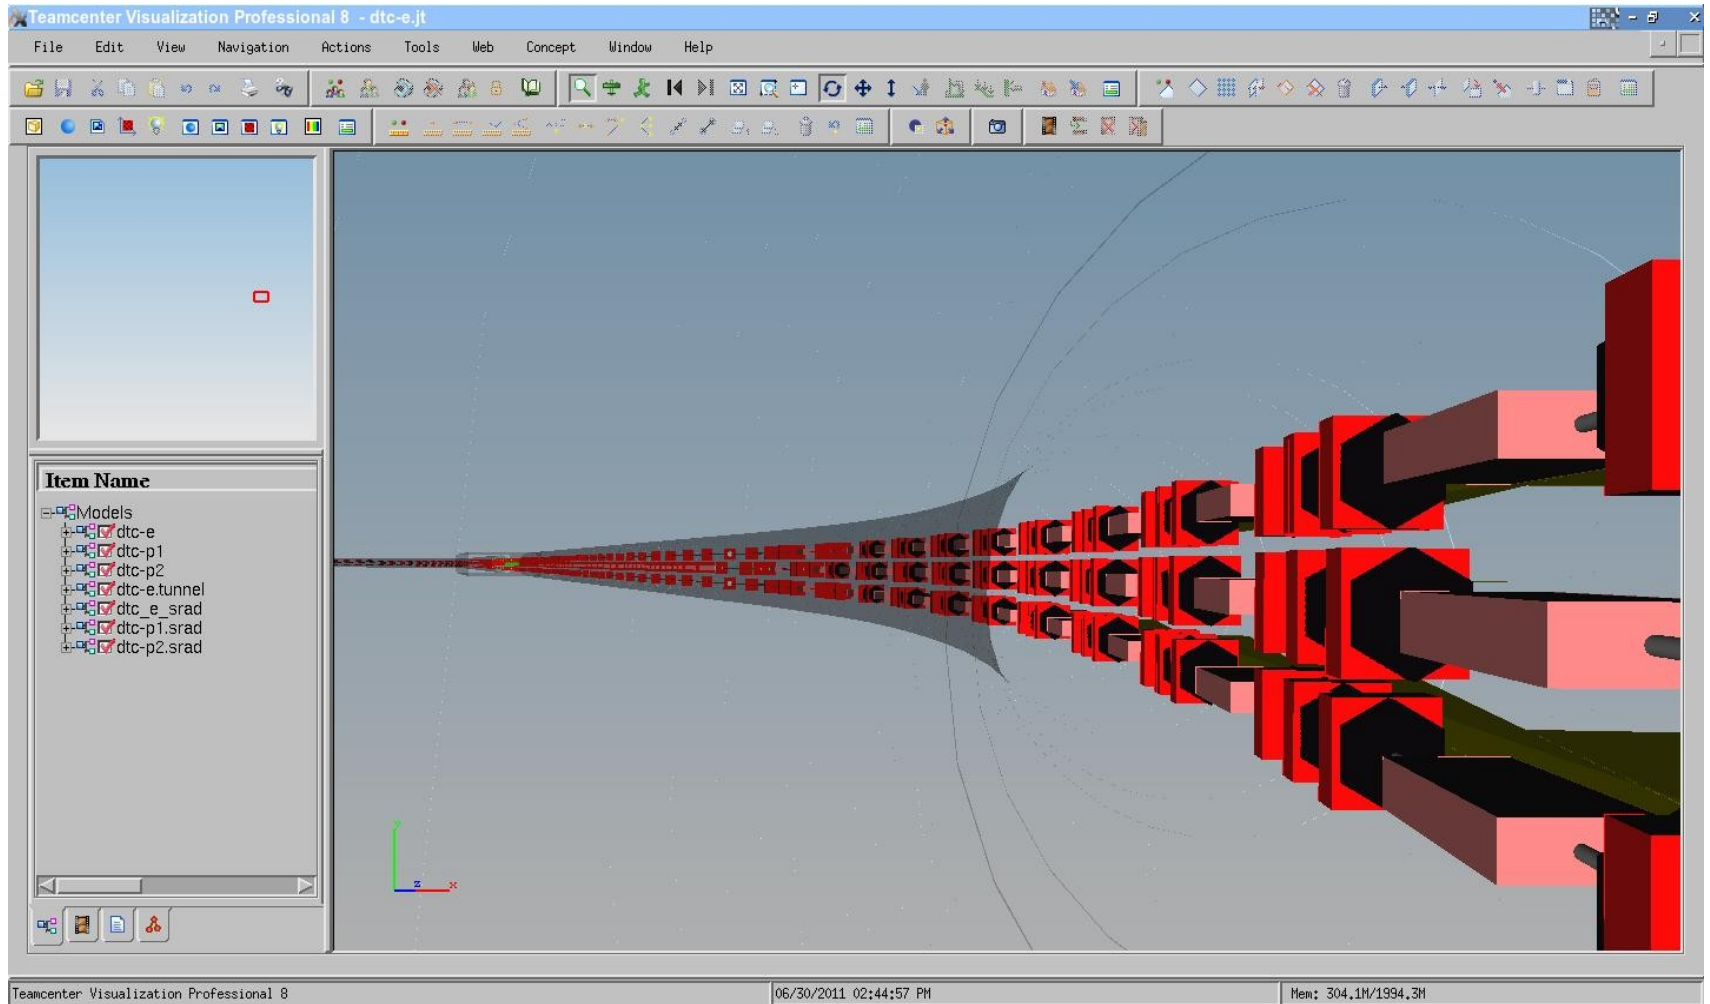 Teamcenter Visualization Professional 8 - dtc-e.jt
File Edit View Navigation Actions Tools Web Concept Window Help
Item Name
Models
dtc-e
dtc-p1
dtc-p2
dtc-e.tunnel
dtc_e_srad
dtc-p1.srad
dtc-p2.srad
y
z x
Teamcenter Visualization Professional 8 06/30/2011 02:44:57 PM Mem: 304.1M/1994.3M